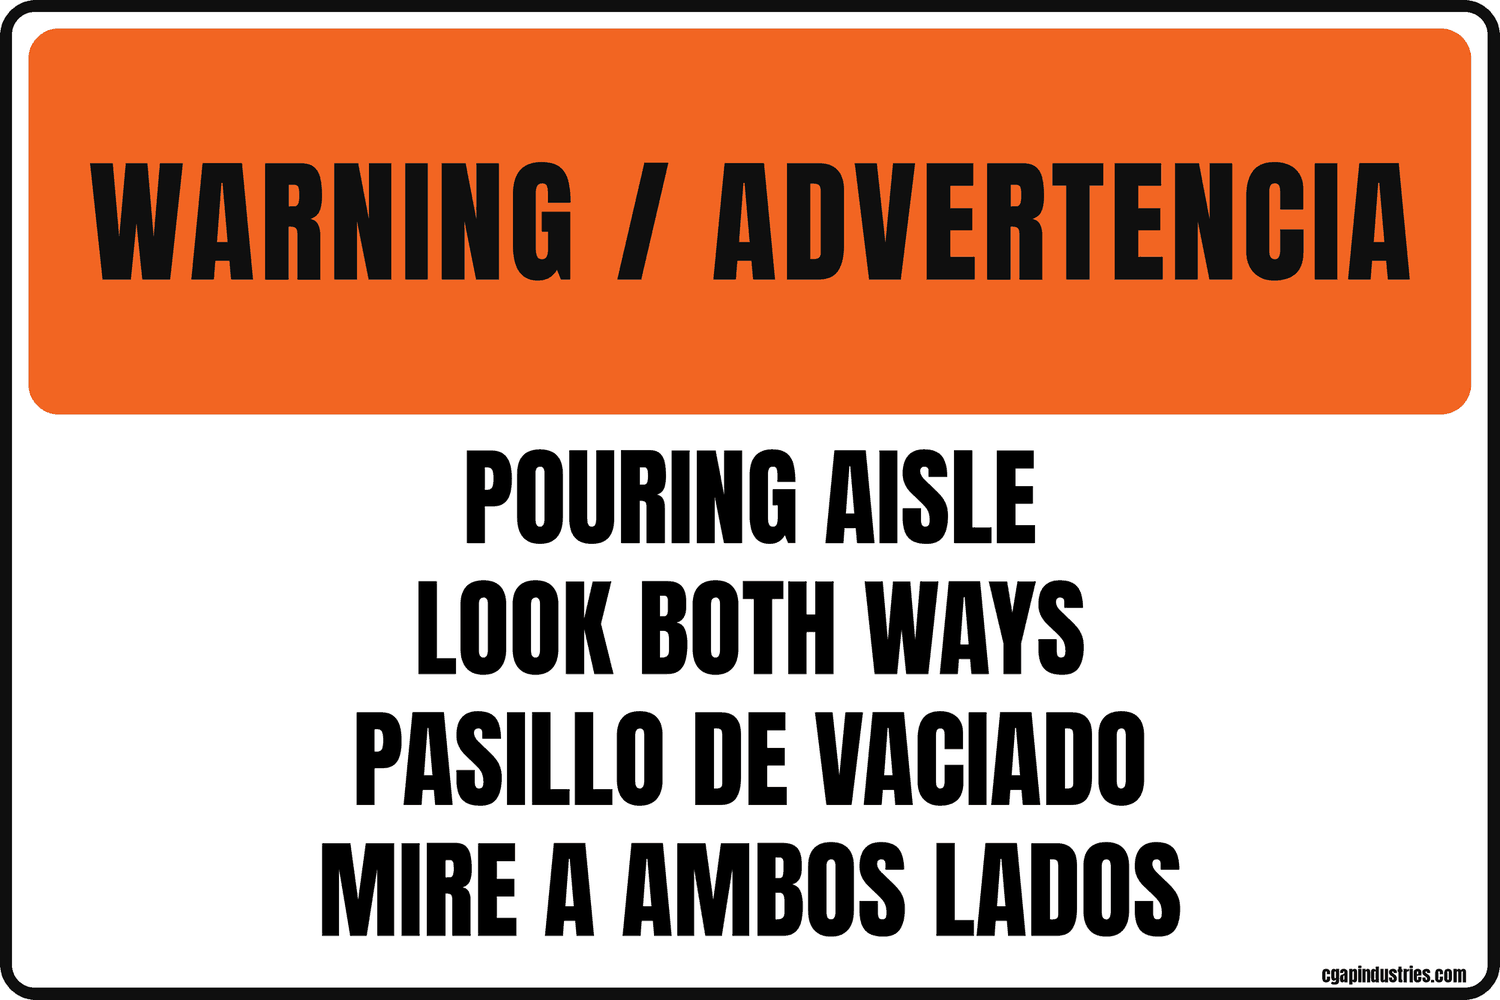 WARNING / ADVERTENCIA
POURING AISLE
LOOK BOTH WAYS
PASILLO DE VACIADO
MIRE A AMBOS LADOS
cgapindustries.com